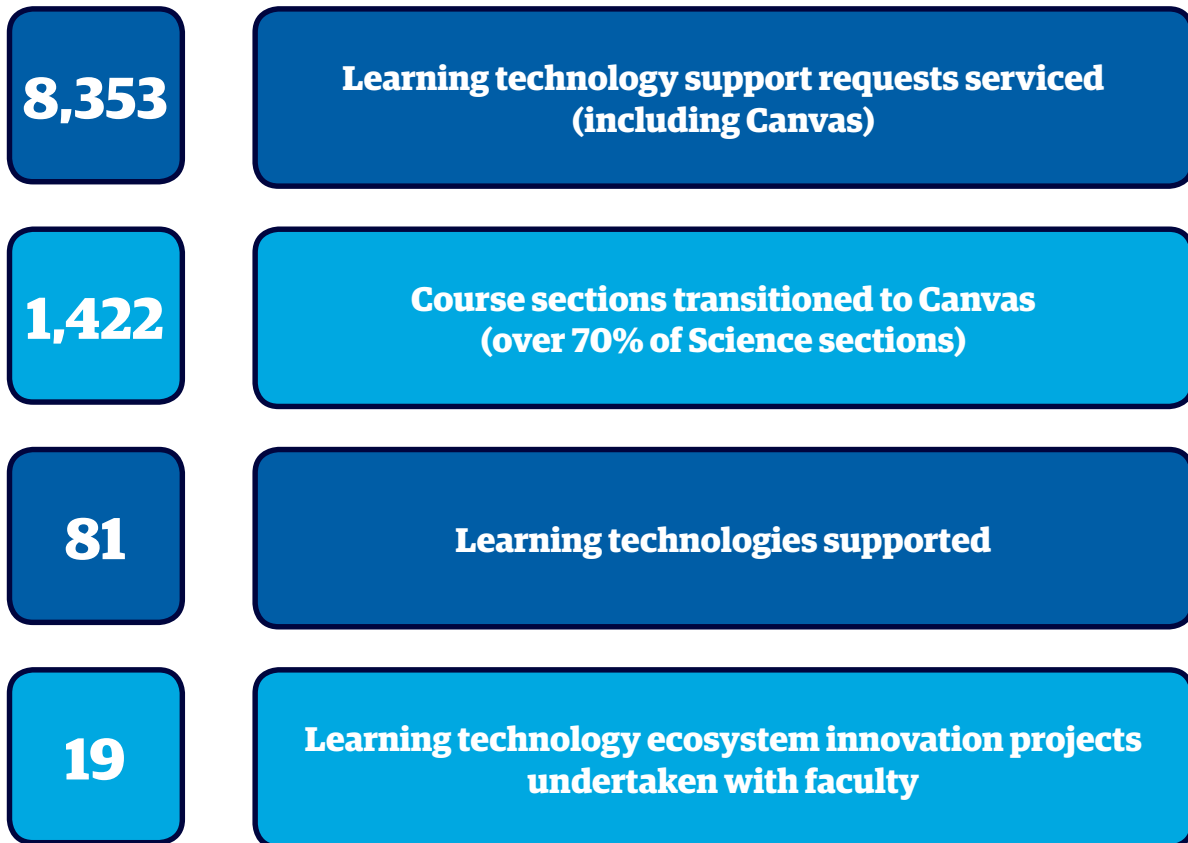 8,353
Learning technology support requests serviced
(including Canvas)
1,422
Course sections transitioned to Canvas
(over 70% of Science sections)
81
Learning technologies supported
19
Learning technology ecosystem innovation projects
undertaken with faculty